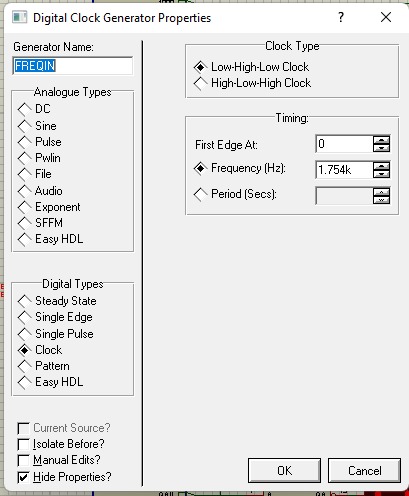 Digital Clock Generator Properties ?
Generator Name:
FREQIN
Analogue Types
DC
Sine
Pulse
Pwlin
File
Audio
Exponent
SFFM
Easy HDL
Digital Types
Steady State
Single Edge
Single Pulse
Clock
Pattern
Easy HDL
Current Source?
Isolate Before?
Manual Edits?
Hide Properties?
Clock Type
Low-High-Low Clock
High-Low-High Clock
Timing:
First Edge At: 0
Frequency (Hz): 1.754k
Period (Secs):
OK Cancel